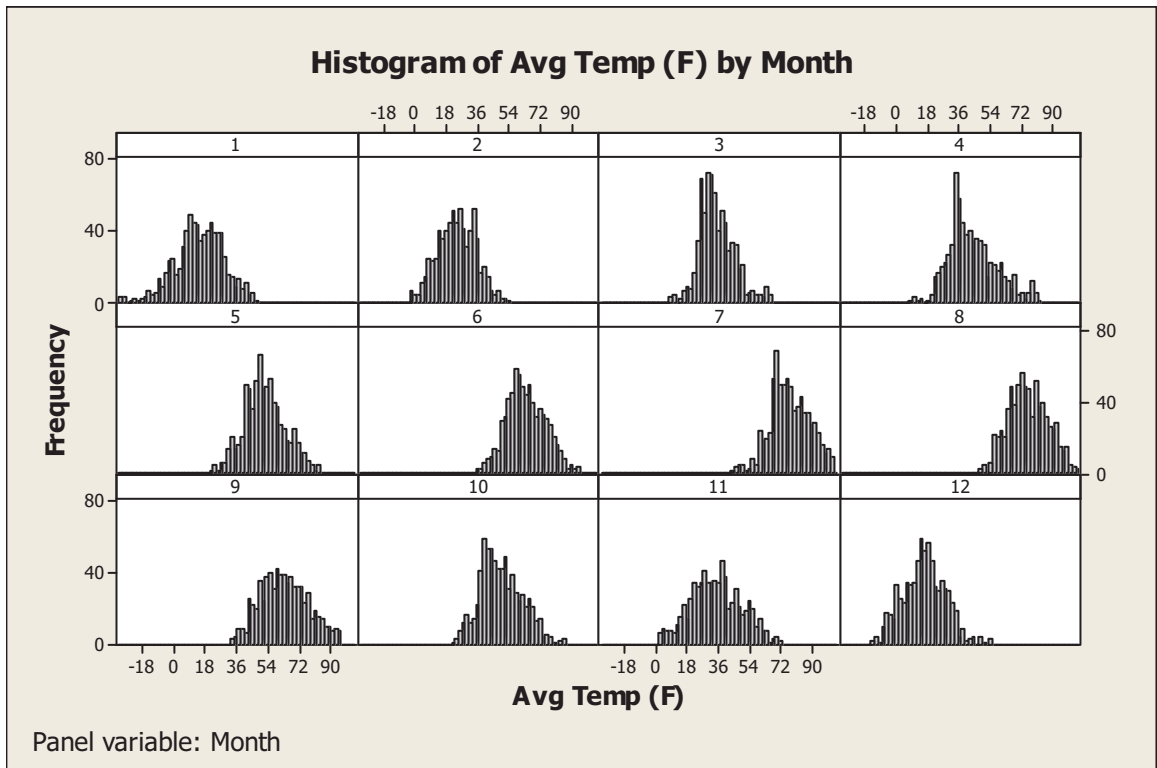 Histogram of Avg Temp (F) by Month
-18 0 18 36 54 72 90 -18 0 18 36 54 72 90
1 2 3 4
80
40
0
5 6 7 8
80
40
0
9 10 11 12
80
40
0
-18 0 18 36 54 72 90 -18 0 18 36 54 72 90
Frequency
Avg Temp (F)
Panel variable: Month